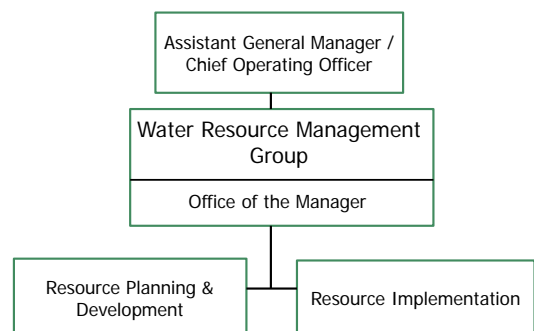 Assistant General Manager /
Chief Operating Officer
Water Resource Management
Group
Office of the Manager
Resource Planning &
Development
Resource Implementation